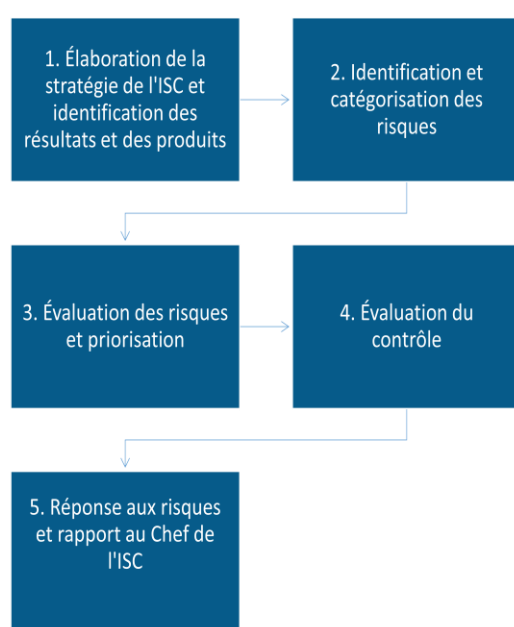 1. Élaboration de la
stratégie de l'ISC et
identification des
résultats et des produits
2. Identification et
catégorisation des
risques
3. Évaluation des risques
et priorisation
4. Évaluation du
contrôle
5. Réponse aux risques
et rapport au Chef de
l'ISC